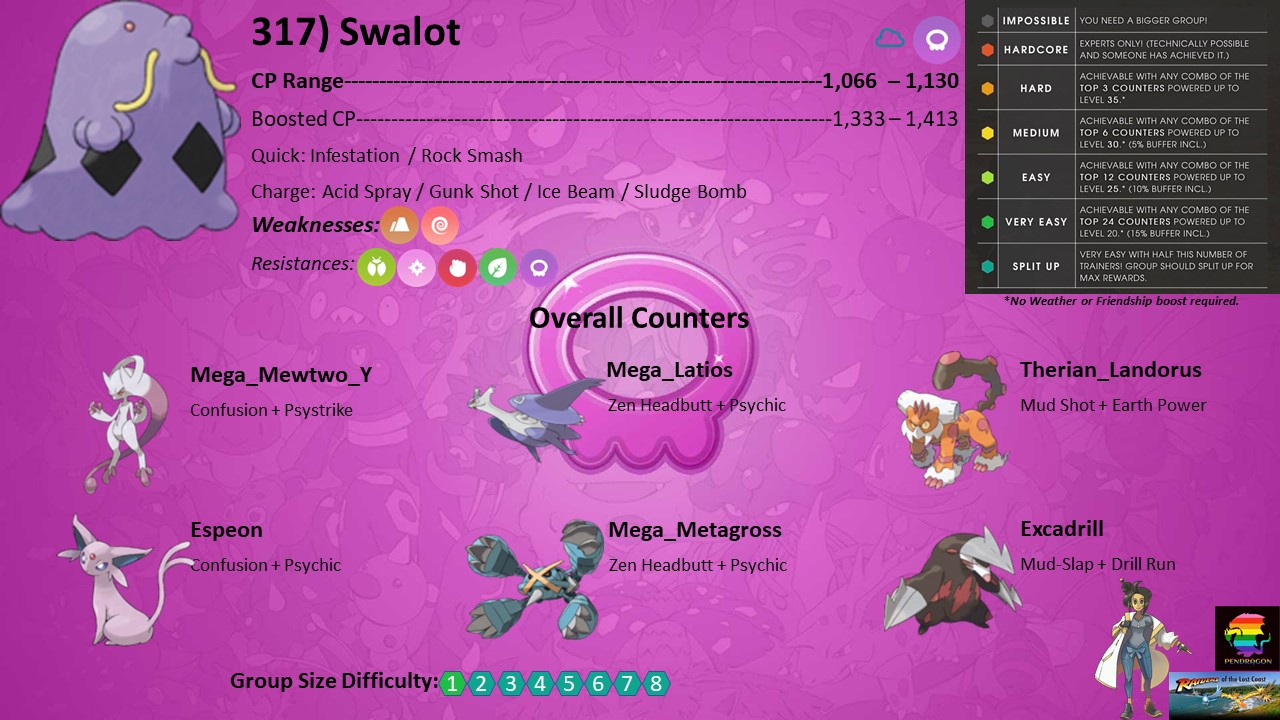 317) Swalot
CP Range--------------------------------------------------------------------1,066 – 1,130
Boosted CP--------------------------------------------------------------------1,333 – 1,413
Quick: Infestation / Rock Smash
Charge: Acid Spray / Gunk Shot / Ice Beam / Sludge Bomb
Weaknesses:
Resistances:
IMPOSSIBLE YOU NEED A BIGGER GROUP!
HARDCORE EXPERTS ONLY! (TECHNICALLY POSSIBLE
AND SOMEONE HAS ACHIEVED IT.)
HARD ACHIEVABLE WITH ANY COMBO OF THE
TOP 3 COUNTERS POWERED UP TO
LEVEL 35.*
MEDIUM ACHIEVABLE WITH ANY COMBO OF THE
TOP 6 COUNTERS POWERED UP TO
LEVEL 30.* (5% BUFFER INCL.)
EASY ACHIEVABLE WITH ANY COMBO OF THE
TOP 12 COUNTERS POWERED UP TO
LEVEL 25.* (10% BUFFER INCL.)
VERY EASY ACHIEVABLE WITH ANY COMBO OF THE
TOP 24 COUNTERS POWERED UP TO
LEVEL 20.* (15% BUFFER INCL.)
SPLIT UP VERY EASY WITH HALF THIS NUMBER OF
TRAINERS! GROUP SHOULD SPLIT UP FOR
MAX REWARDS.
*No Weather or Friendship boost required.
Overall Counters
Mega_Mewtwo_Y
Confusion + Psystrike
Mega_Latios
Zen Headbutt + Psychic
Therian_Landorus
Mud Shot + Earth Power
Espeon
Confusion + Psychic
Mega_Metagross
Zen Headbutt + Psychic
Excadrill
Mud-Slap + Drill Run
Group Size Difficulty: 1 2 3 4 5 6 7 8
PENDRAGON
RAIDERS of the Lost Coast